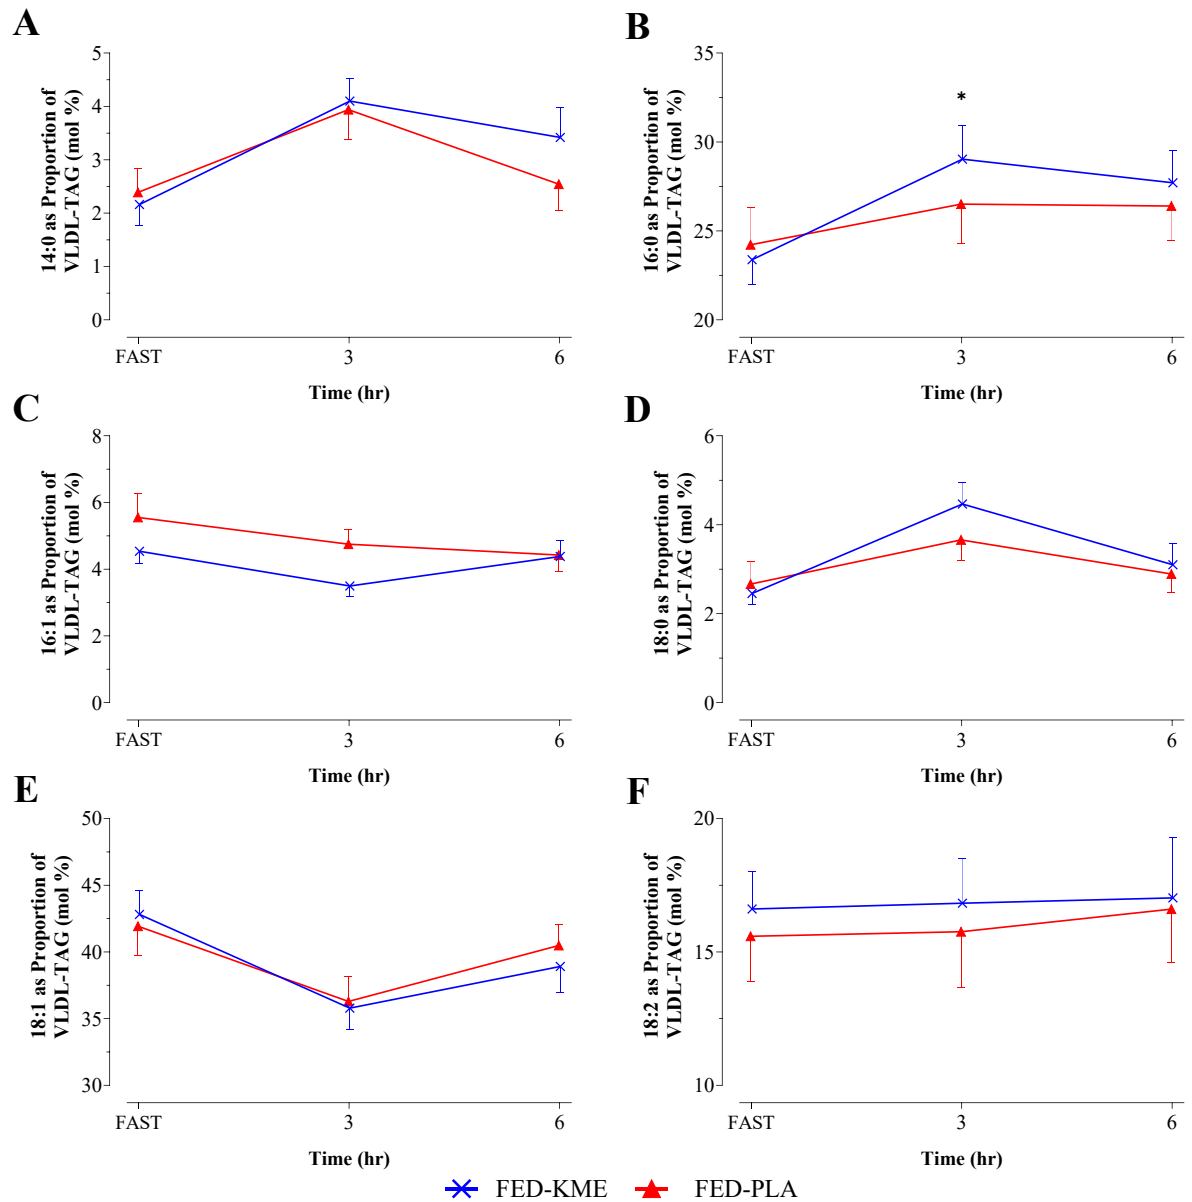 A
14:0 as Proportion of
VLDL-TAG (mol %)
5
4
3
2
1
0
FAST 3 6
Time (hr)
B
16:0 as Proportion of
VLDL-TAG (mol %)
35
30
25
20
*
FAST 3 6
Time (hr)
C
16:1 as Proportion of
VLDL-TAG (mol %)
8
6
4
2
0
FAST 3 6
Time (hr)
D
18:0 as Proportion of
VLDL-TAG (mol %)
6
4
2
0
FAST 3 6
Time (hr)
E
18:1 as Proportion of
VLDL-TAG (mol %)
50
45
40
35
30
FAST 3 6
Time (hr)
F
18:2 as Proportion of
VLDL-TAG (mol %)
20
15
10
FAST 3 6
Time (hr)
FED-KME FED-PLA